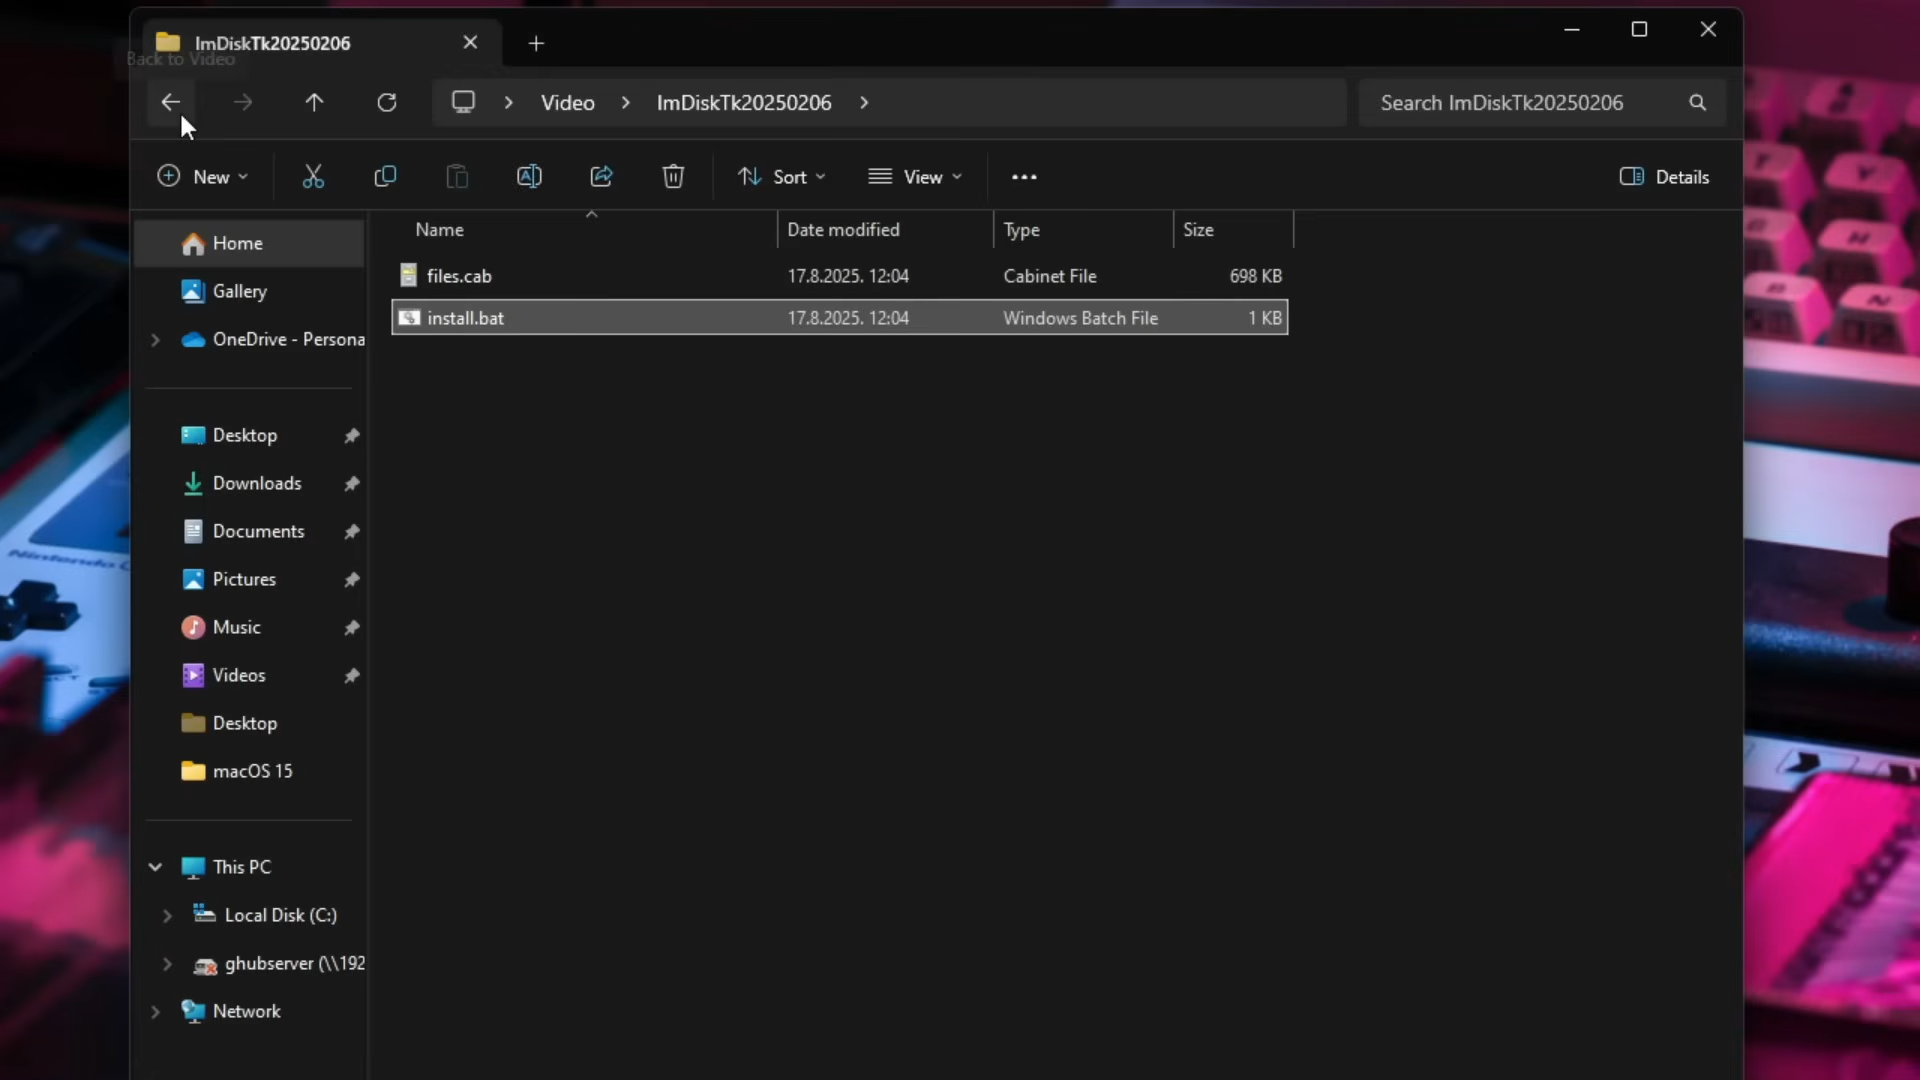 ImDiskTk20250206
Back to Video
Video
ImDiskTk20250206
Search ImDiskTk20250206
New
Sort
View
Details
Name
Date modified
Type
Size
files.cab
17.8.2025. 12:04
Cabinet File
698 KB
install.bat
17.8.2025. 12:04
Windows Batch File
1 KB
Home
Gallery
OneDrive - Persona
Desktop
Downloads
Documents
Pictures
Music
Videos
Desktop
macOS 15
This PC
Local Disk (C:)
ghubserver (\\192
Network